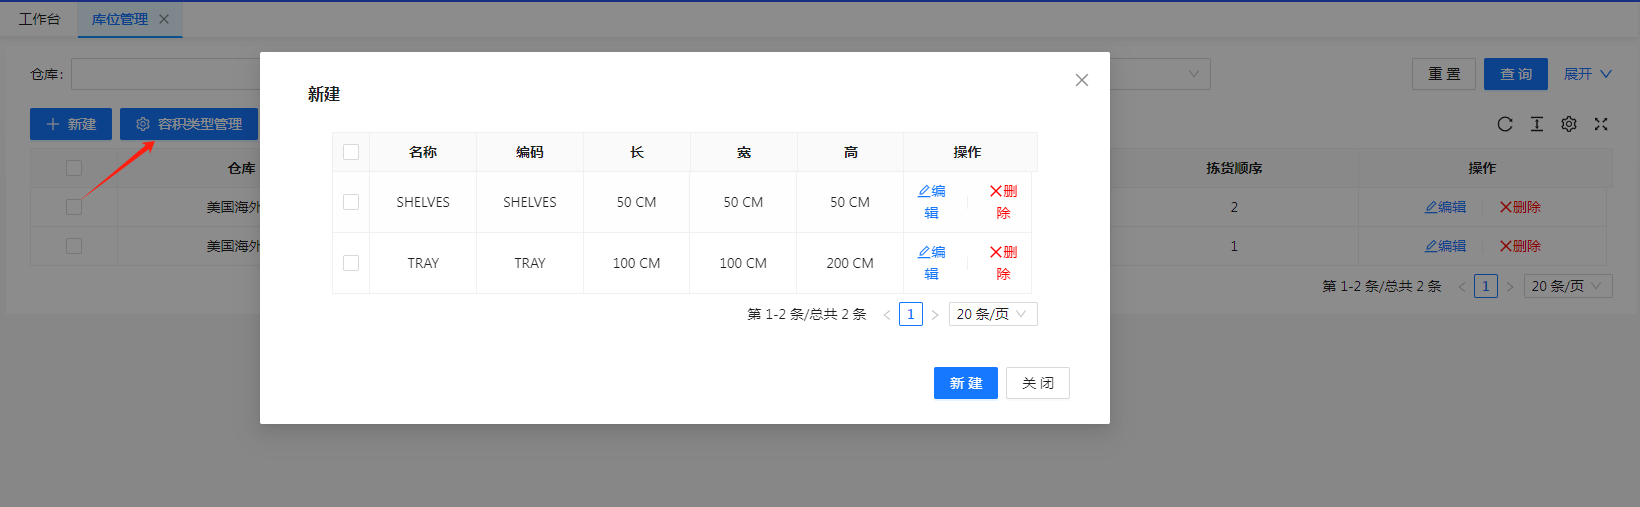 工作台 库位管理
仓库: 重 置 查 询 展开
新建 容积类型管理
仓库 拣货顺序 操作
美国海外 2 编辑 删除
美国海外 1 编辑 删除
第 1-2 条/总共 2 条 1 20 条/页
新建
名称 编码 长 宽 高 操作
SHELVES SHELVES 50 CM 50 CM 50 CM 编辑 删除
TRAY TRAY 100 CM 100 CM 200 CM 编辑 删除
第 1-2 条/总共 2 条 1 20 条/页
新 建 关 闭